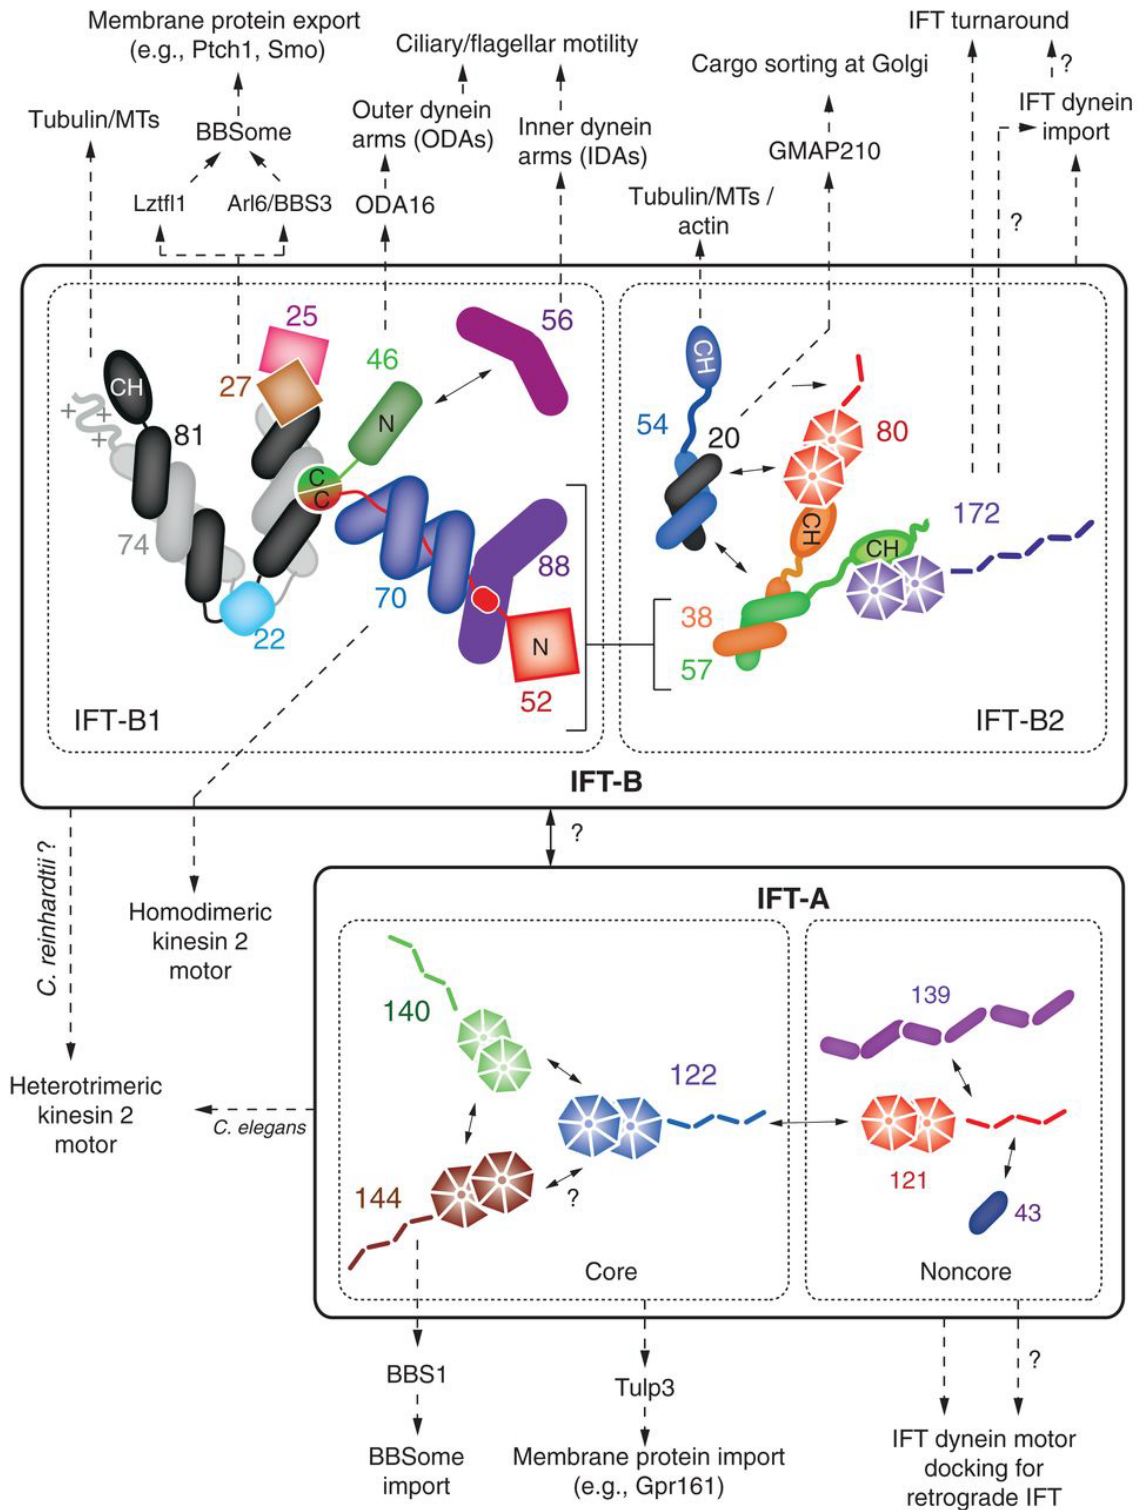 Membrane protein export
(e.g., Ptch1, Smo)
Ciliary/flagellar motility
IFT turnaround
Cargo sorting at Golgi
?
Tubulin/MTs
BBSome
Outer dynein
arms (ODAs)
Inner dynein
arms (IDAs)
GMAP210
IFT dynein
import
Lztfl1
Arl6/BBS3
ODA16
Tubulin/MTs /
actin
?
25
56
46
27
CH
81
N
C
C
74
70
88
22
N
52
IFT-B1
CH
54
20
80
CH
CH
172
38
57
IFT-B2
IFT-B
C. reinhardtii ?
?
Homodimeric
kinesin 2
motor
Heterotrimeric
kinesin 2
motor
C. elegans
IFT-A
140
122
144
?
Core
139
121
43
Noncore
BBS1
BBSome
import
Tulp3
Membrane protein import
(e.g., Gpr161)
?
IFT dynein motor
docking for
retrograde IFT
+
+
+